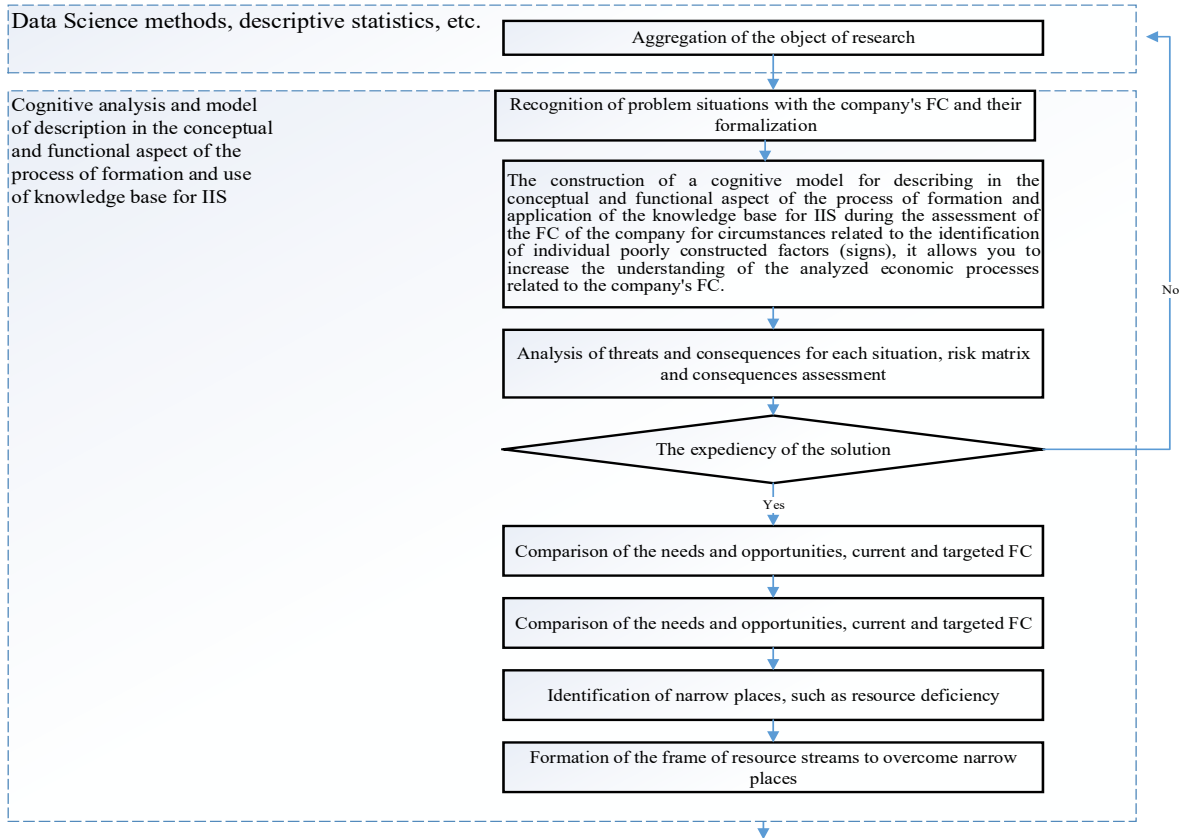 Data Science methods, descriptive statistics, etc.
Aggregation of the object of research
Cognitive analysis and model
of description in the conceptual
and functional aspect of the
process of formation and use
of knowledge base for IIS
Recognition of problem situations with the company's FC and their
formalization
The construction of a cognitive model for describing in the
conceptual and functional aspect of the process of formation and
application of the knowledge base for IIS during the assessment of
the FC of the company for circumstances related to the identification
of individual poorly constructed factors (signs), it allows you to
increase the understanding of the analyzed economic processes
related to the company's FC.
No
Analysis of threats and consequences for each situation, risk matrix
and consequences assessment
The expediency of the solution
Yes
Comparison of the needs and opportunities, current and targeted FC
Comparison of the needs and opportunities, current and targeted FC
Identification of narrow places, such as resource deficiency
Formation of the frame of resource streams to overcome narrow
places